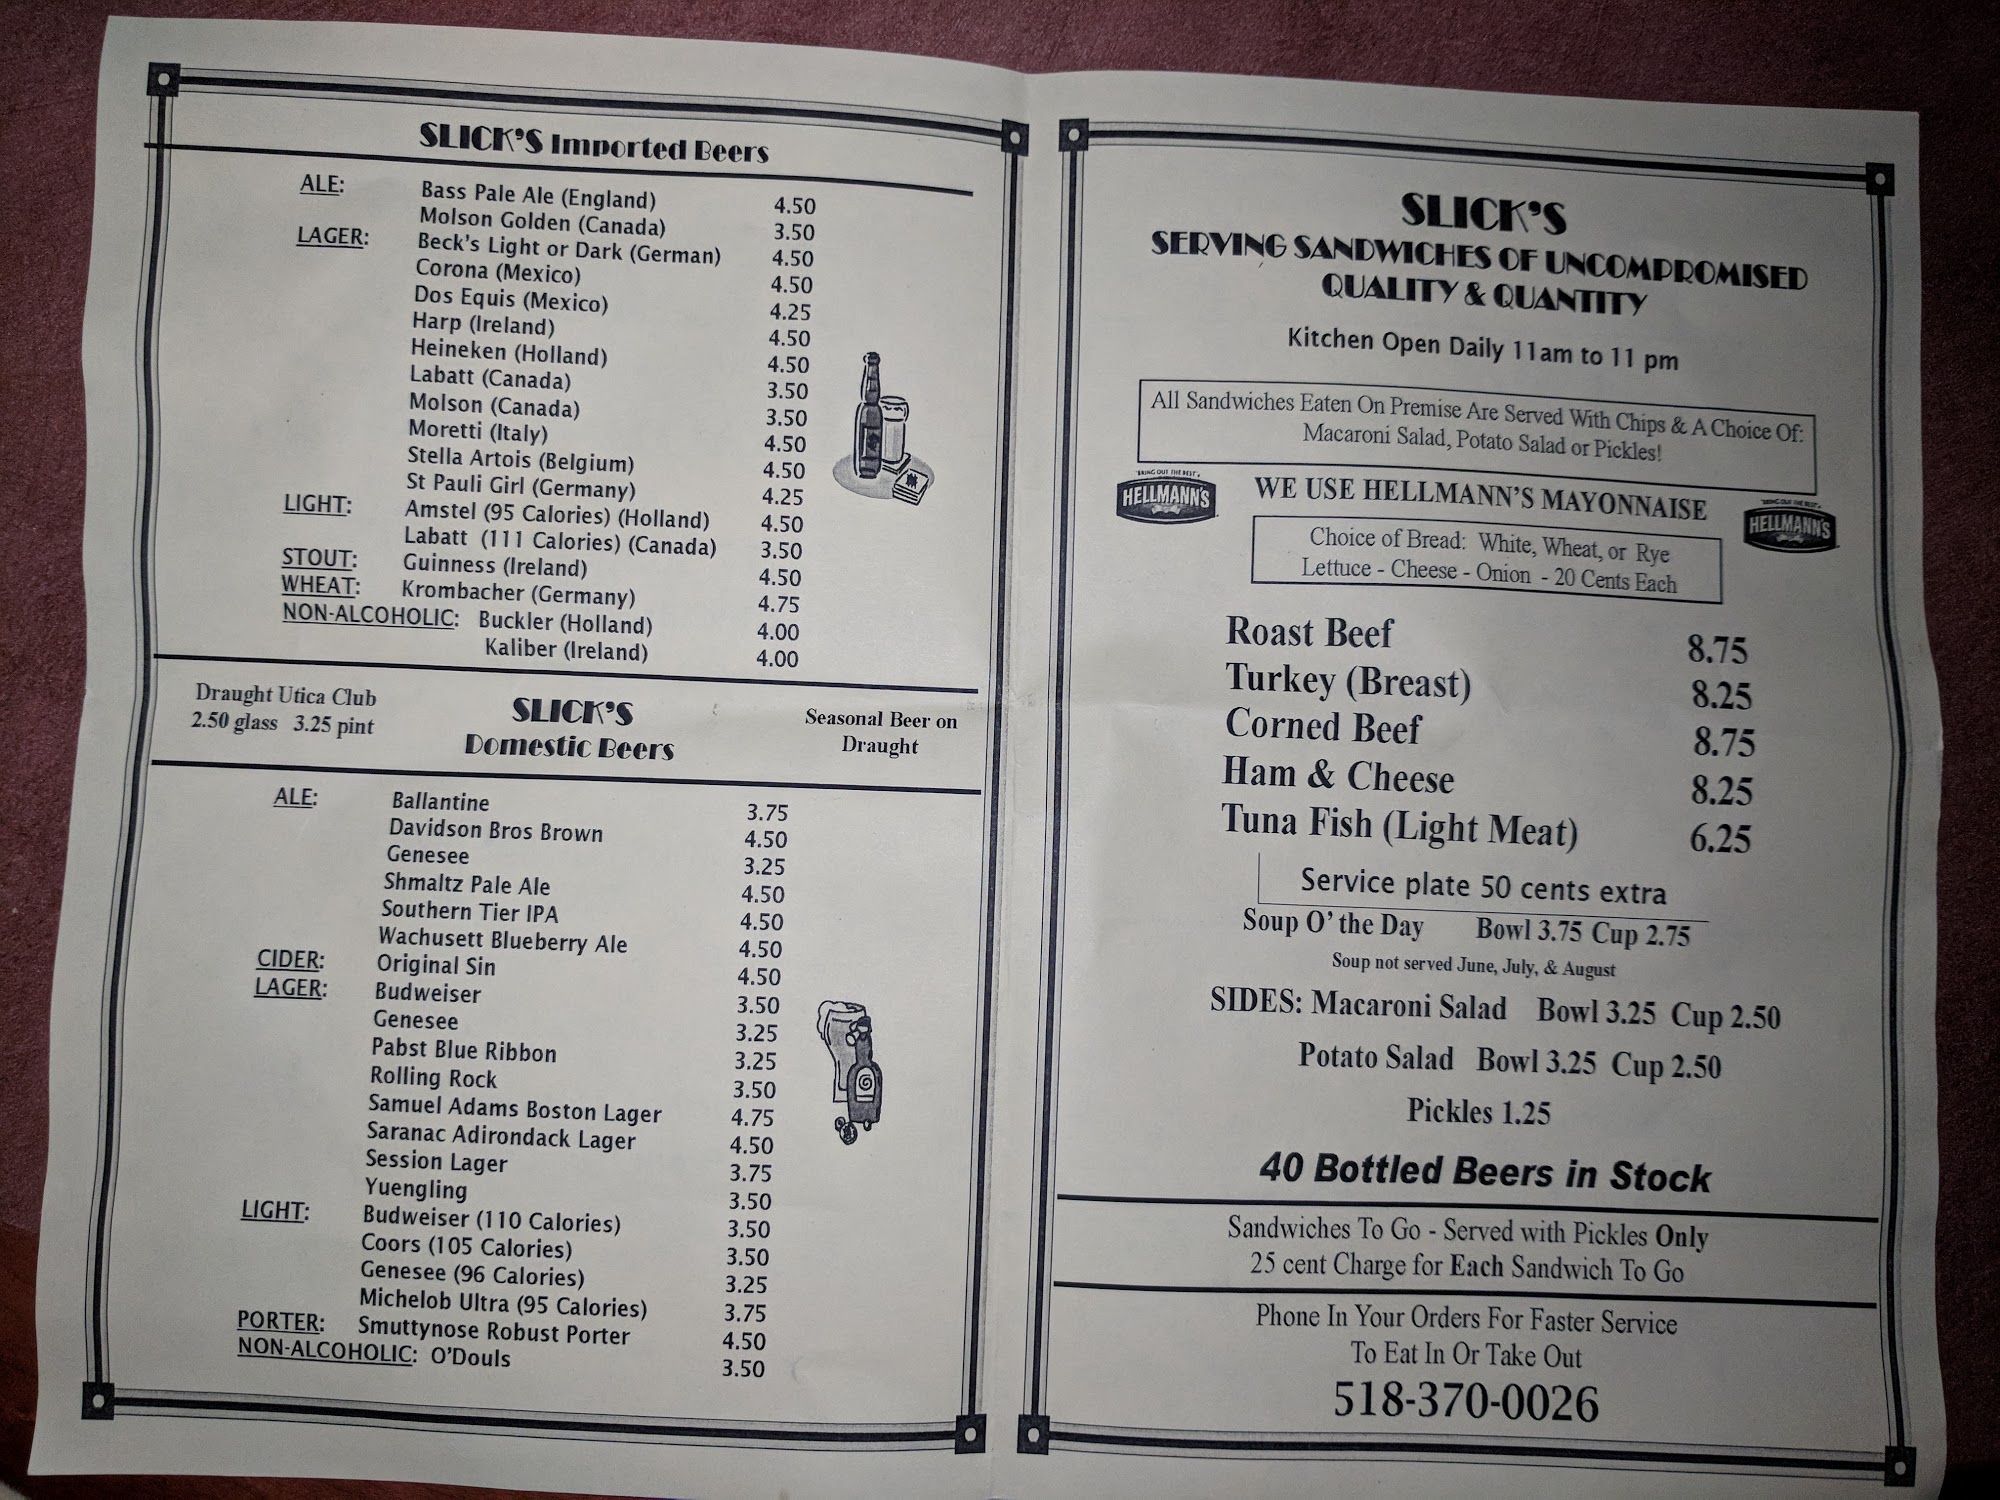 SLICK'S Imported Beers
ALE: Bass Pale Ale (England) 4.50
Molson Golden (Canada) 3.50
LAGER: Beck's Light or Dark (German) 4.50
Corona (Mexico) 4.50
Dos Equis (Mexico) 4.25
Harp (Ireland) 4.50
Heineken (Holland) 4.50
Labatt (Canada) 3.50
Molson (Canada) 3.50
Moretti (Italy) 4.50
Stella Artois (Belgium) 4.50
St Pauli Girl (Germany) 4.25
LIGHT: Amstel (95 Calories) (Holland) 4.50
Labatt (111 Calories) (Canada) 3.50
STOUT: Guinness (Ireland) 4.50
WHEAT: Krombacher (Germany) 4.75
NON-ALCOHOLIC: Buckler (Holland) 4.00
Kaliber (Ireland) 4.00
Draught Utica Club
2.50 glass 3.25 pint
SLICK'S
Domestic Beers
Seasonal Beer on
Draught
ALE: Ballantine 3.75
Davidson Bros Brown 4.50
Genesee 3.25
Shmaltz Pale Ale 4.50
Southern Tier IPA 4.50
Wachusett Blueberry Ale 4.50
CIDER: Original Sin 4.50
LAGER: Budweiser 3.50
Genesee 3.25
Pabst Blue Ribbon 3.25
Rolling Rock 3.50
Samuel Adams Boston Lager 4.75
Saranac Adirondack Lager 4.50
Session Lager 3.75
Yuengling 3.50
LIGHT: Budweiser (110 Calories) 3.50
Coors (105 Calories) 3.50
Genesee (96 Calories) 3.25
Michelob Ultra (95 Calories) 3.75
PORTER: Smuttynose Robust Porter 4.50
NON-ALCOHOLIC: O'Douls 3.50
SLICK'S
SERVING SANDWICHES OF UNCOMPROMISED
QUALITY & QUANTITY
Kitchen Open Daily 11am to 11 pm
All Sandwiches Eaten On Premise Are Served With Chips & A Choice Of:
Macaroni Salad, Potato Salad or Pickles!
"BRING OUT THE BEST"
HELLMANN'S
WE USE HELLMANN'S MAYONNAISE
"BRING OUT THE BEST"
HELLMANN'S
Choice of Bread: White, Wheat, or Rye
Lettuce - Cheese - Onion - 20 Cents Each
Roast Beef 8.75
Turkey (Breast) 8.25
Corned Beef 8.75
Ham & Cheese 8.25
Tuna Fish (Light Meat) 6.25
Service plate 50 cents extra
Soup O' the Day Bowl 3.75 Cup 2.75
Soup not served June, July, & August
SIDES: Macaroni Salad Bowl 3.25 Cup 2.50
Potato Salad Bowl 3.25 Cup 2.50
Pickles 1.25
40 Bottled Beers in Stock
Sandwiches To Go - Served with Pickles Only
25 cent Charge for Each Sandwich To Go
Phone In Your Orders For Faster Service
To Eat In Or Take Out
518-370-0026